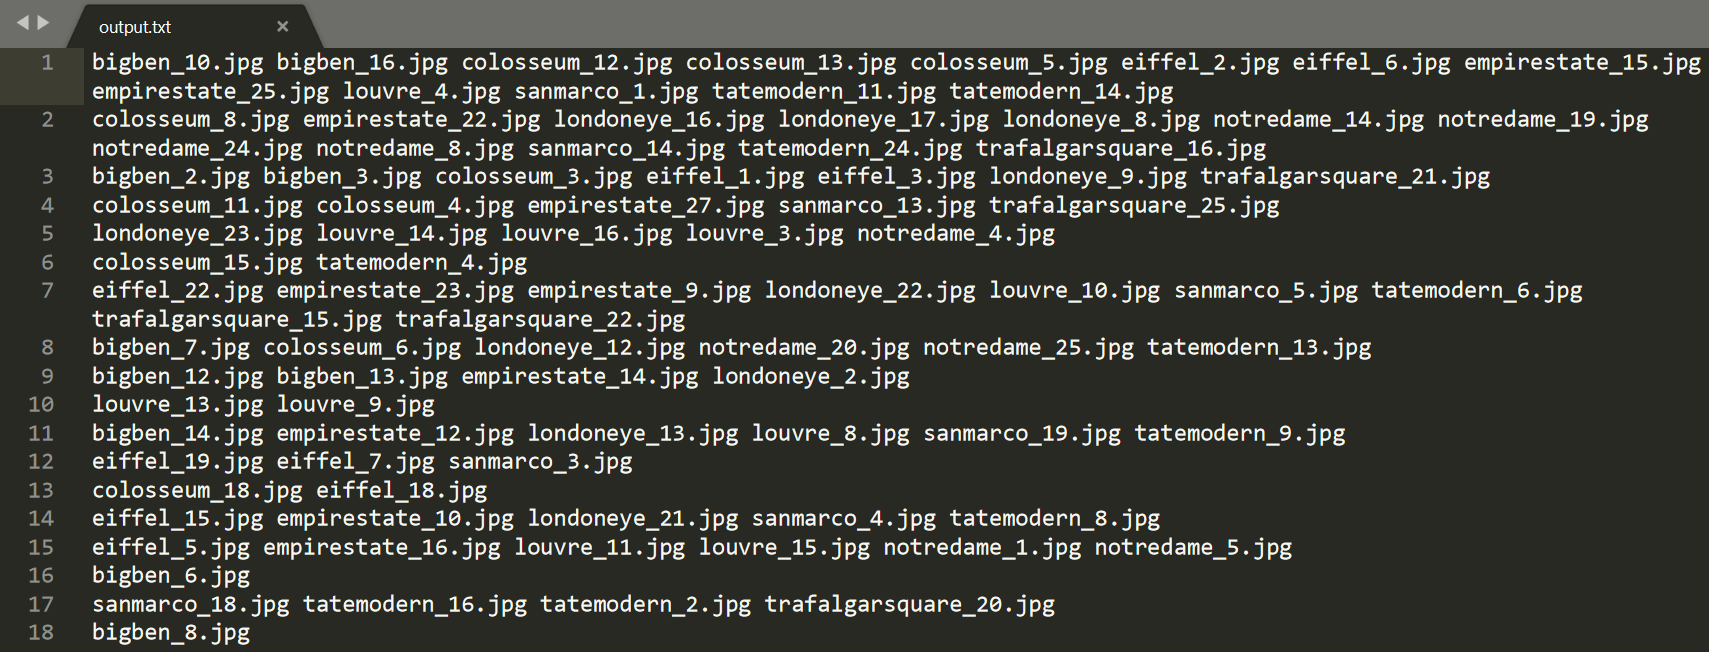 output.txt ×
1 bigben_10.jpg bigben_16.jpg colosseum_12.jpg colosseum_13.jpg colosseum_5.jpg eiffel_2.jpg eiffel_6.jpg empirestate_15.jpg
empirestate_25.jpg louvre_4.jpg sanmarco_1.jpg tatemodern_11.jpg tatemodern_14.jpg
2 colosseum_8.jpg empirestate_22.jpg londoneye_16.jpg londoneye_17.jpg londoneye_8.jpg notredame_14.jpg notredame_19.jpg
notredame_24.jpg notredame_8.jpg sanmarco_14.jpg tatemodern_24.jpg trafalgarsquare_16.jpg
3 bigben_2.jpg bigben_3.jpg colosseum_3.jpg eiffel_1.jpg eiffel_3.jpg londoneye_9.jpg trafalgarsquare_21.jpg
4 colosseum_11.jpg colosseum_4.jpg empirestate_27.jpg sanmarco_13.jpg trafalgarsquare_25.jpg
5 londoneye_23.jpg louvre_14.jpg louvre_16.jpg louvre_3.jpg notredame_4.jpg
6 colosseum_15.jpg tatemodern_4.jpg
7 eiffel_22.jpg empirestate_23.jpg empirestate_9.jpg londoneye_22.jpg louvre_10.jpg sanmarco_5.jpg tatemodern_6.jpg
trafalgarsquare_15.jpg trafalgarsquare_22.jpg
8 bigben_7.jpg colosseum_6.jpg londoneye_12.jpg notredame_20.jpg notredame_25.jpg tatemodern_13.jpg
9 bigben_12.jpg bigben_13.jpg empirestate_14.jpg londoneye_2.jpg
10 louvre_13.jpg louvre_9.jpg
11 bigben_14.jpg empirestate_12.jpg londoneye_13.jpg louvre_8.jpg sanmarco_19.jpg tatemodern_9.jpg
12 eiffel_19.jpg eiffel_7.jpg sanmarco_3.jpg
13 colosseum_18.jpg eiffel_18.jpg
14 eiffel_15.jpg empirestate_10.jpg londoneye_21.jpg sanmarco_4.jpg tatemodern_8.jpg
15 eiffel_5.jpg empirestate_16.jpg louvre_11.jpg louvre_15.jpg notredame_1.jpg notredame_5.jpg
16 bigben_6.jpg
17 sanmarco_18.jpg tatemodern_16.jpg tatemodern_2.jpg trafalgarsquare_20.jpg
18 bigben_8.jpg